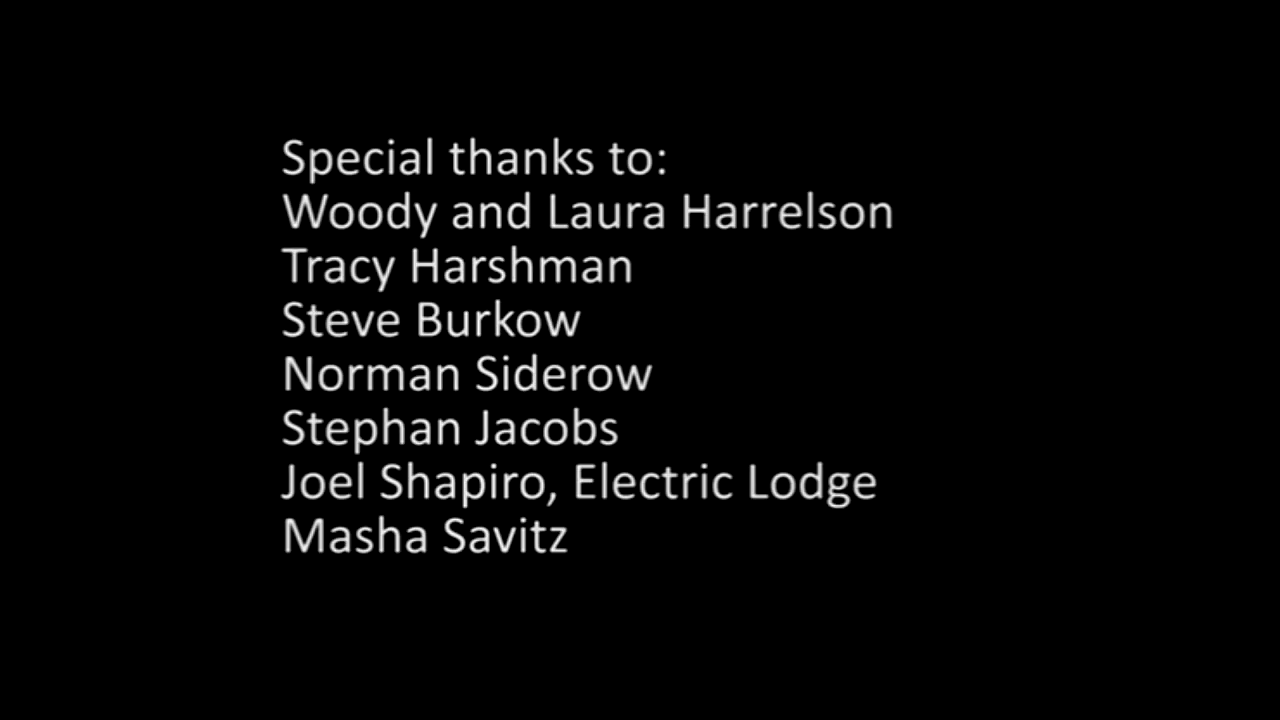 Special thanks to:
Woody and Laura Harrelson
Tracy Harshman
Steve Burkow
Norman Siderow
Stephan Jacobs
Joel Shapiro, Electric Lodge
Masha Savitz